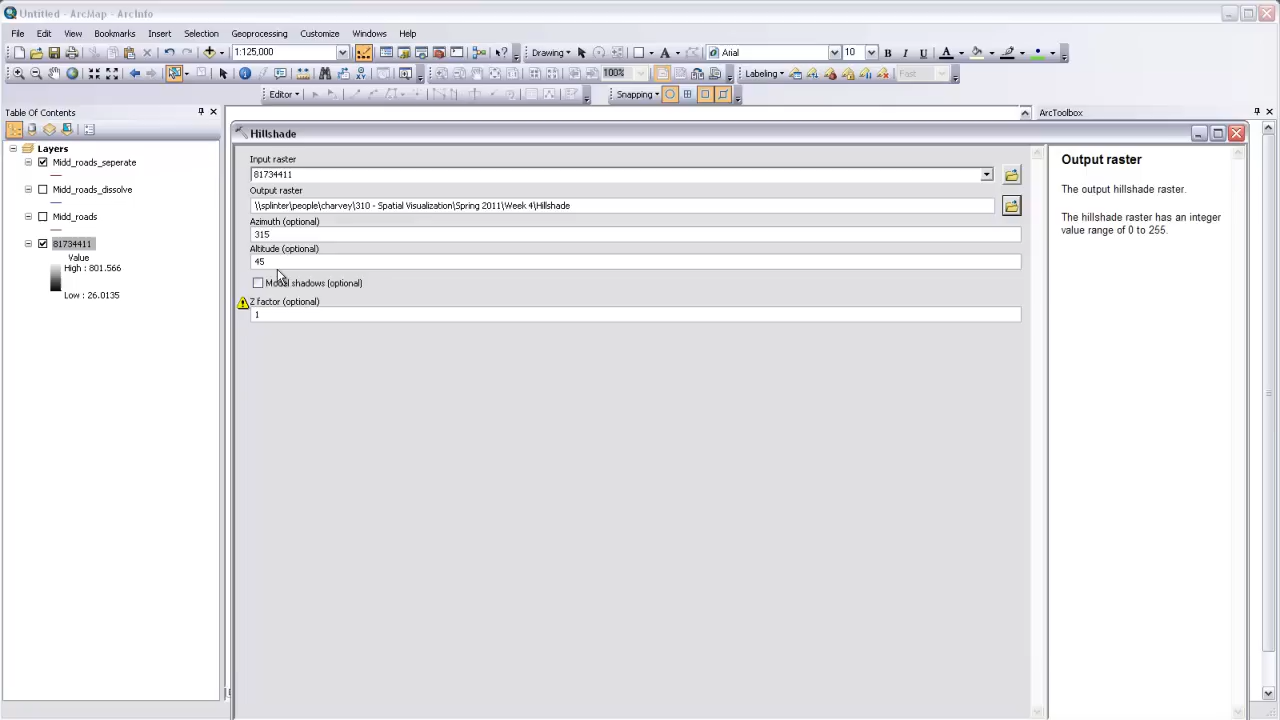 Untitled - ArcMap - ArcInfo
File Edit View Bookmarks Insert Selection Geoprocessing Customize Windows Help
1:125,000 Drawing Arial 10 B I U A
100% Labeling Fast
Editor Snapping
Table Of Contents
ArcToolbox
Layers
Midd_roads_seperate
Midd_roads_dissolve
Midd_roads
81734411
Value
High : 801.566
Low : 26.0135
Hillshade
Input raster
81734411
Output raster
\\splinter\people\charvey\310 - Spatial Visualization\Spring 2011\Week 4\Hillshade
Azimuth (optional)
315
Altitude (optional)
45
Model shadows (optional)
Z factor (optional)
1
Output raster
The output hillshade raster.
The hillshade raster has an integer
value range of 0 to 255.